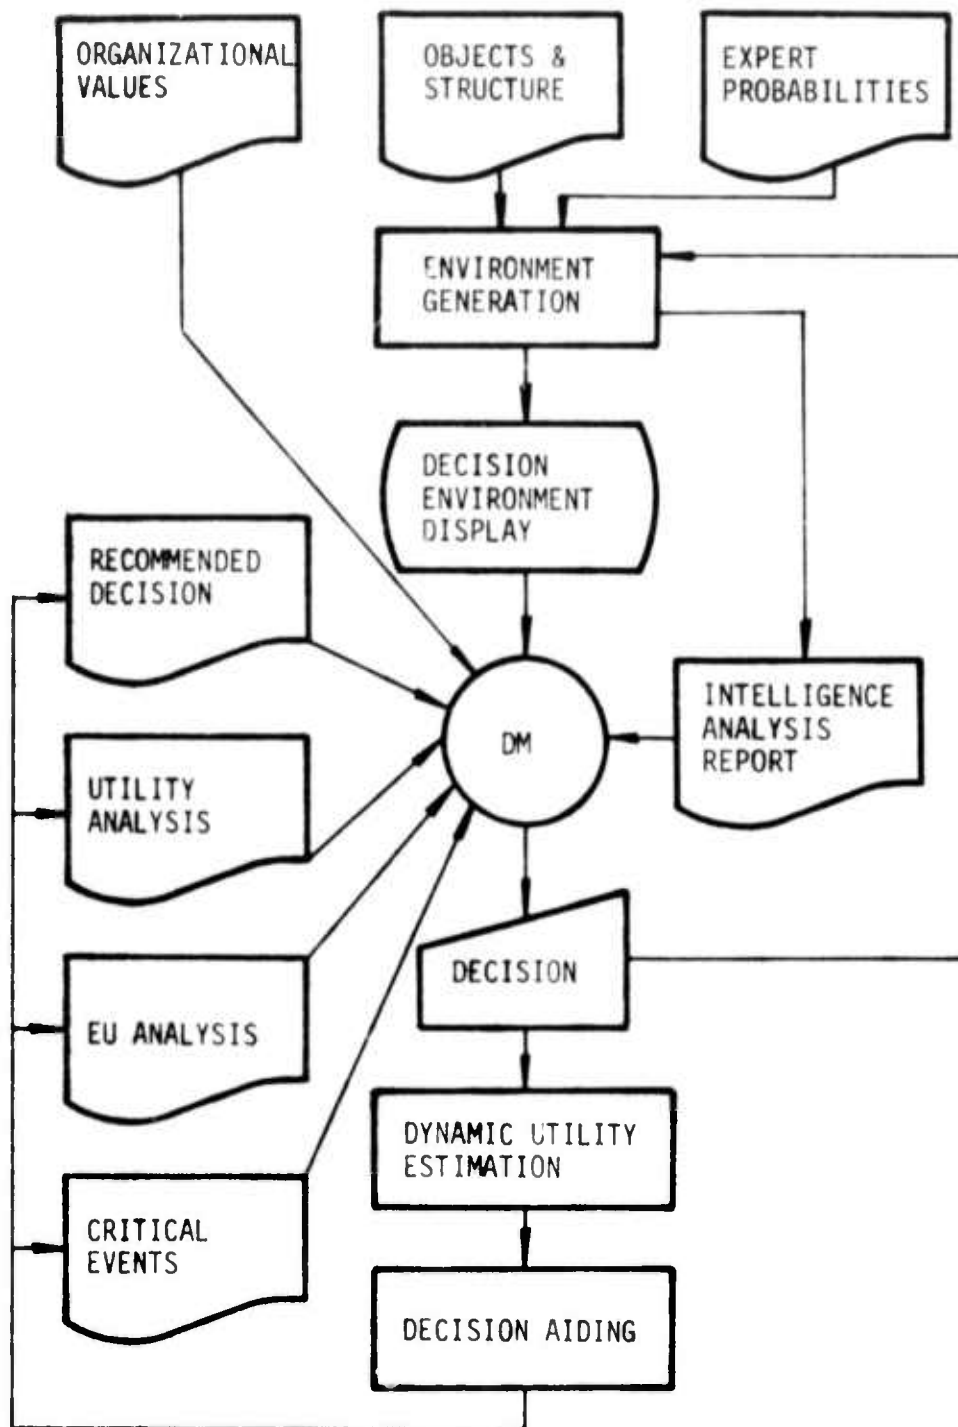 ORGANIZATIONAL
VALUES
OBJECTS &
STRUCTURE
EXPERT
PROBABILITIES
ENVIRONMENT
GENERATION
DECISION
ENVIRONMENT
DISPLAY
RECOMMENDED
DECISION
INTELLIGENCE
ANALYSIS
REPORT
DM
UTILITY
ANALYSIS
DECISION
EU ANALYSIS
DYNAMIC UTILITY
ESTIMATION
CRITICAL
EVENTS
DECISION AIDING